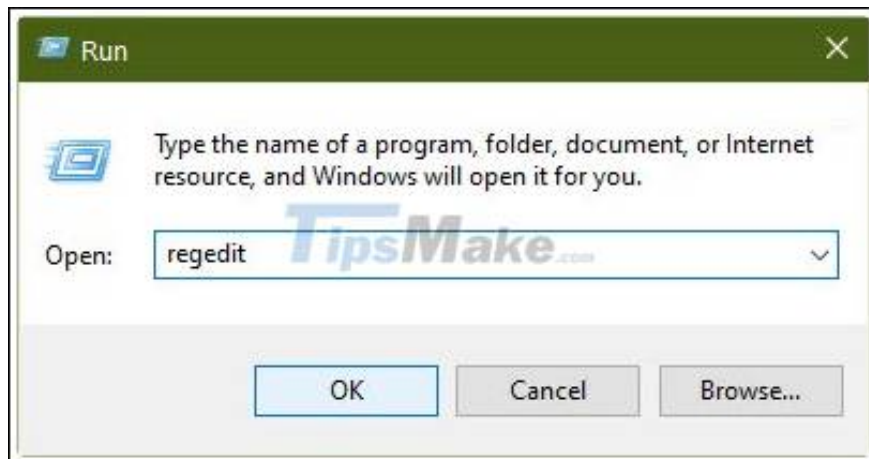 Run
Type the name of a program, folder, document, or Internet
resource, and Windows will open it for you.
TipsMake.com
Open: regedit
OK Cancel Browse...